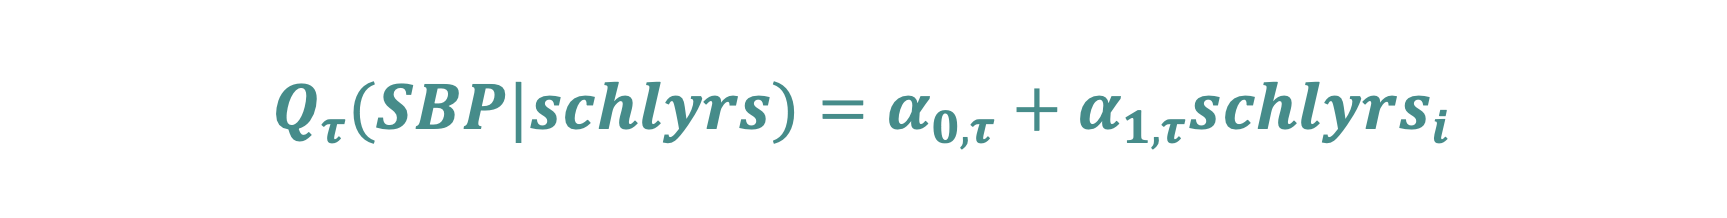 Qτ(SBP|schlyrs) = α0,τ + α1,τschlyrsi